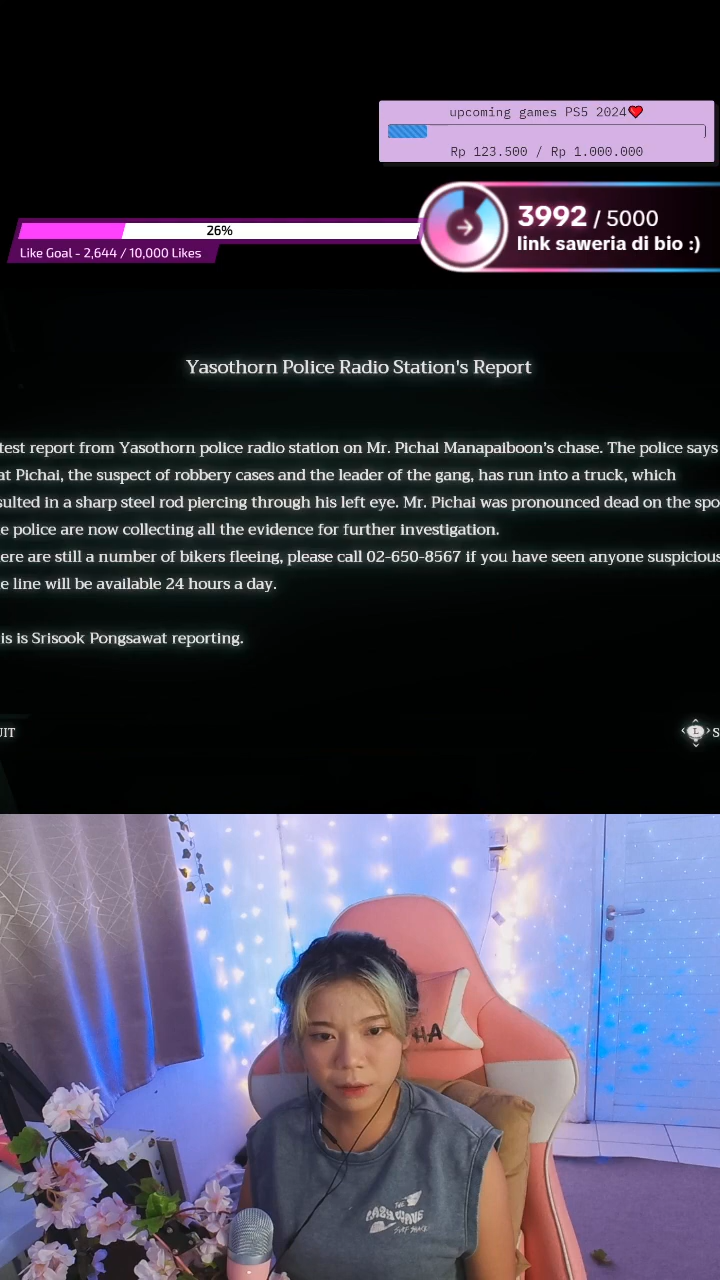 upcoming games PS5 2024❤️
Rp 123.500 / Rp 1.000.000
3992 / 5000
link saweria di bio :)
26%
Like Goal - 2,644 / 10,000 Likes
Yasothorn Police Radio Station's Report
test report from Yasothorn police radio station on Mr. Pichai Manapaiboon's chase. The police says
at Pichai, the suspect of robbery cases and the leader of the gang, has run into a truck, which
sulted in a sharp steel rod piercing through his left eye. Mr. Pichai was pronounced dead on the spo
e police are now collecting all the evidence for further investigation.
ere are still a number of bikers fleeing, please call 02-650-8567 if you have seen anyone suspicious
e line will be available 24 hours a day.
is is Srisook Pongsawat reporting.
UIT
L
S
HA
THE
LAZY WAVE
SURF SHACK